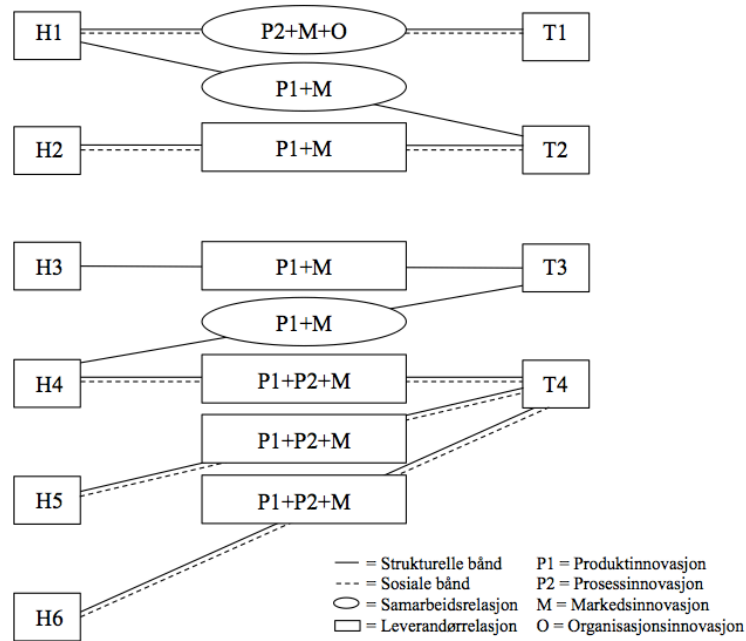 H1 P2+M+O T1
P1+M
H2 P1+M T2
H3 P1+M T3
P1+M
H4 P1+P2+M T4
P1+P2+M
H5
P1+P2+M
H6
= Strukturelle bånd P1 = Produktinnovasjon
= Sosiale bånd P2 = Prosessinnovasjon
= Samarbeidsrelasjon M = Markedsinnovasjon
= Leverandørrelasjon O = Organisasjonsinnovasjon